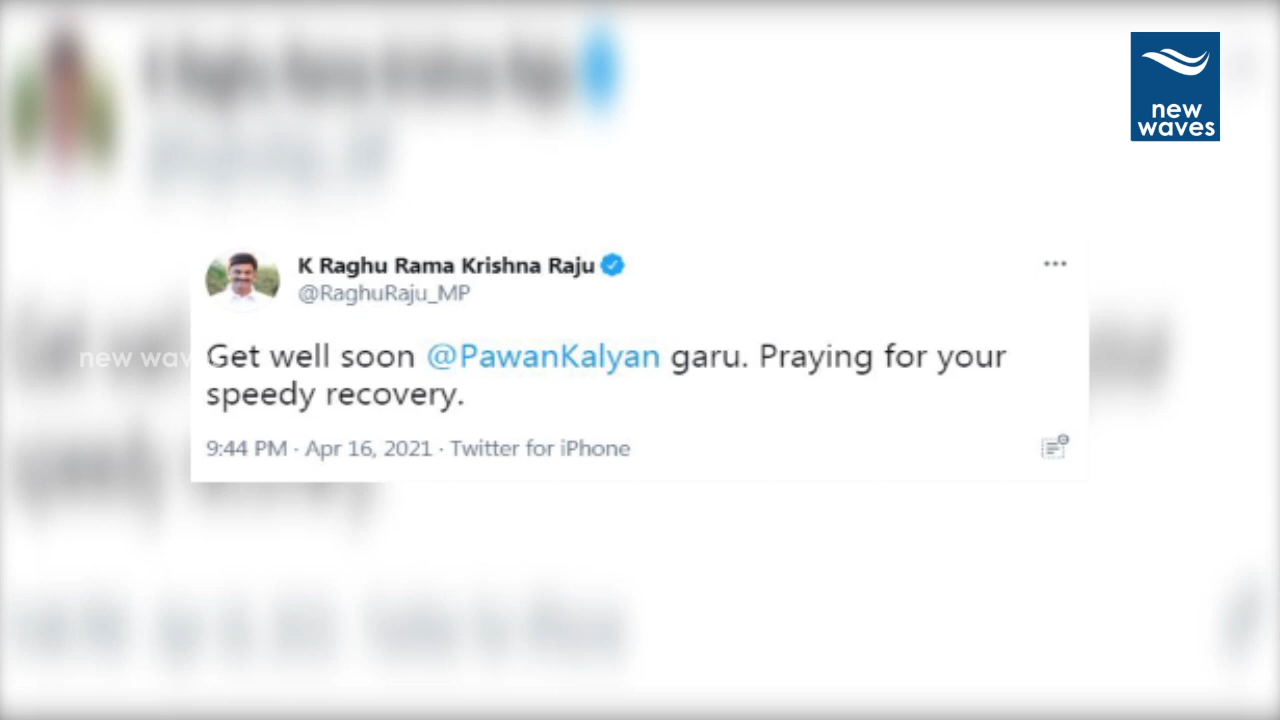 new
waves
K Raghu Rama Krishna Raju
@RaghuRaju_MP
new wav
Get well soon @PawanKalyan garu. Praying for your
speedy recovery.
9:44 PM · Apr 16, 2021 · Twitter for iPhone